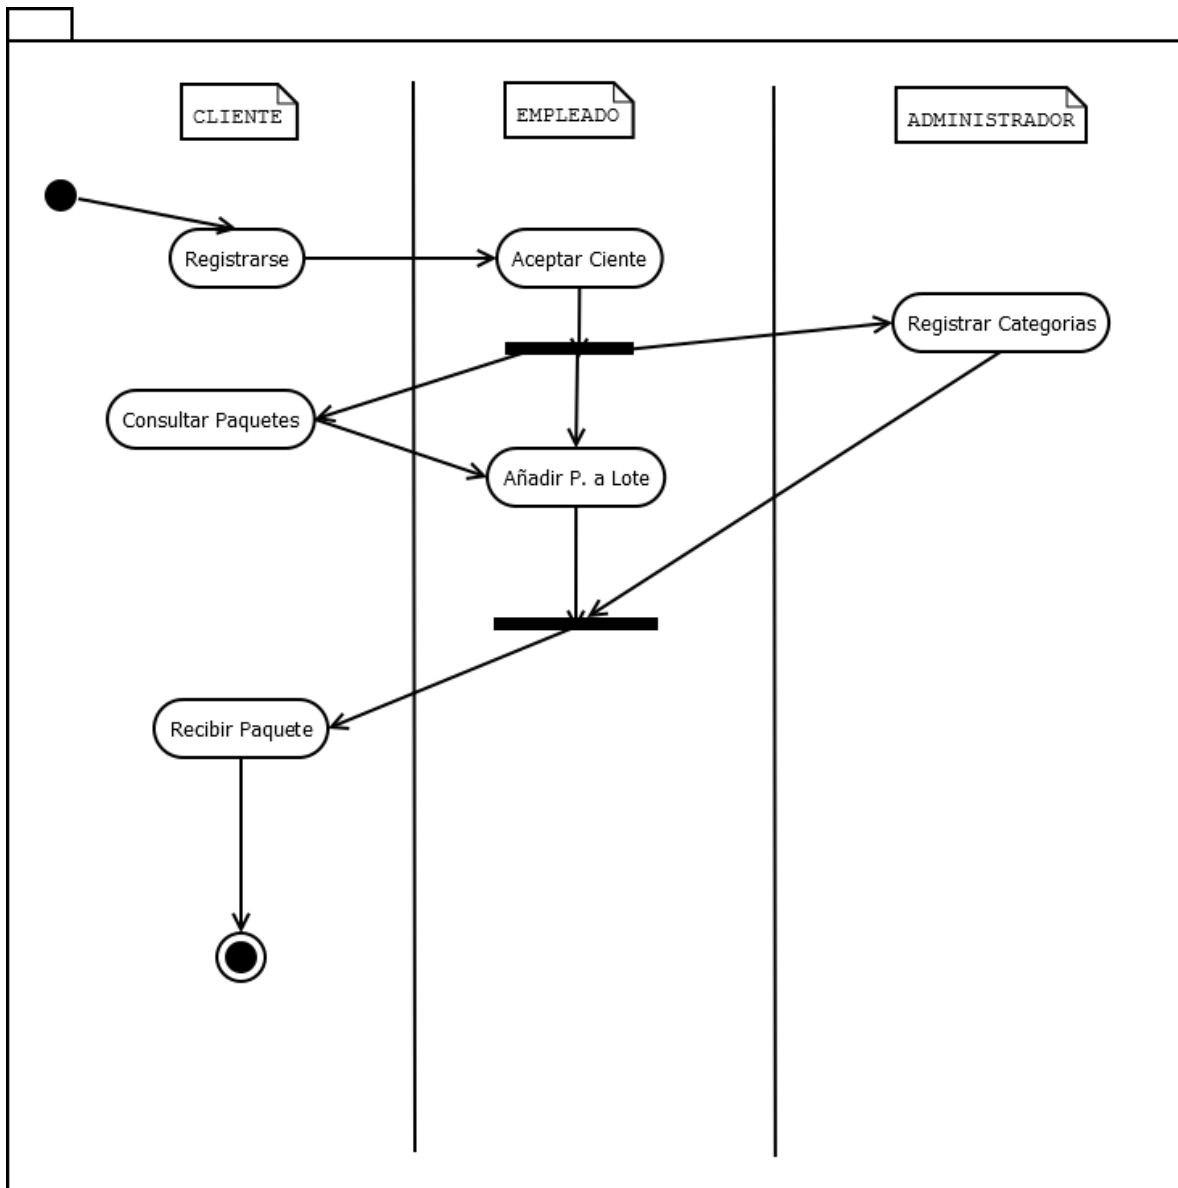 CLIENTE
EMPLEADO
ADMINISTRADOR
Registrarse
Aceptar Ciente
Registrar Categorias
Consultar Paquetes
Añadir P. a Lote
Recibir Paquete